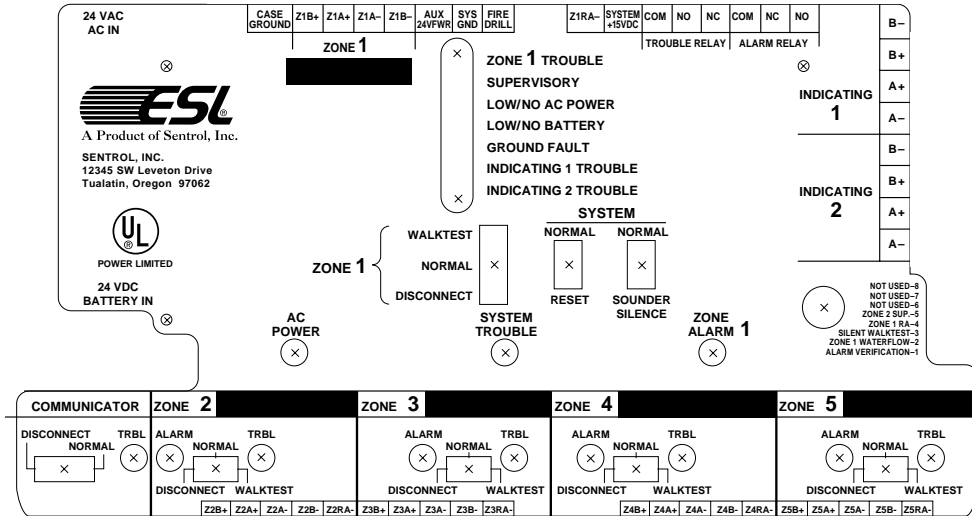 24 VAC
AC IN
CASE GROUND Z1B+ Z1A+ Z1A- Z1B- AUX 24VFWR SYS GND FIRE DRILL
Z1RA– SYSTEM +15VDC COM NO NC COM NC NO
ZONE 1
TROUBLE RELAY ALARM RELAY
B–
B+
A+
A–
INDICATING
1
B–
B+
A+
A–
INDICATING
2
ESL®
A Product of Sentrol, Inc.
SENTROL, INC.
12345 SW Leveton Drive
Tualatin, Oregon 97062
UL ®
POWER LIMITED
24 VDC
BATTERY IN
ZONE 1 TROUBLE
SUPERVISORY
LOW/NO AC POWER
LOW/NO BATTERY
GROUND FAULT
INDICATING 1 TROUBLE
INDICATING 2 TROUBLE
ZONE 1
WALKTEST
NORMAL
DISCONNECT
SYSTEM
NORMAL NORMAL
RESET SOUNDER
SILENCE
AC
POWER
SYSTEM
TROUBLE
ZONE
ALARM 1
NOT USED–8
NOT USED–7
NOT USED–6
ZONE 2 SUP.–5
ZONE 1 RA–4
SILENT WALKTEST–3
ZONE 1 WATERFLOW–2
ALARM VERIFICATION–1
COMMUNICATOR
DISCONNECT
NORMAL
TRBL
ZONE 2
ALARM TRBL
NORMAL
DISCONNECT WALKTEST
Z2B+ Z2A+ Z2A- Z2B- Z2RA-
ZONE 3
ALARM TRBL
NORMAL
DISCONNECT WALKTEST
Z3B+ Z3A+ Z3A- Z3B- Z3RA-
ZONE 4
ALARM TRBL
NORMAL
DISCONNECT WALKTEST
Z4B+ Z4A+ Z4A- Z4B- Z4RA-
ZONE 5
ALARM TRBL
NORMAL
DISCONNECT WALKTEST
Z5B+ Z5A+ Z5A- Z5B- Z5RA-